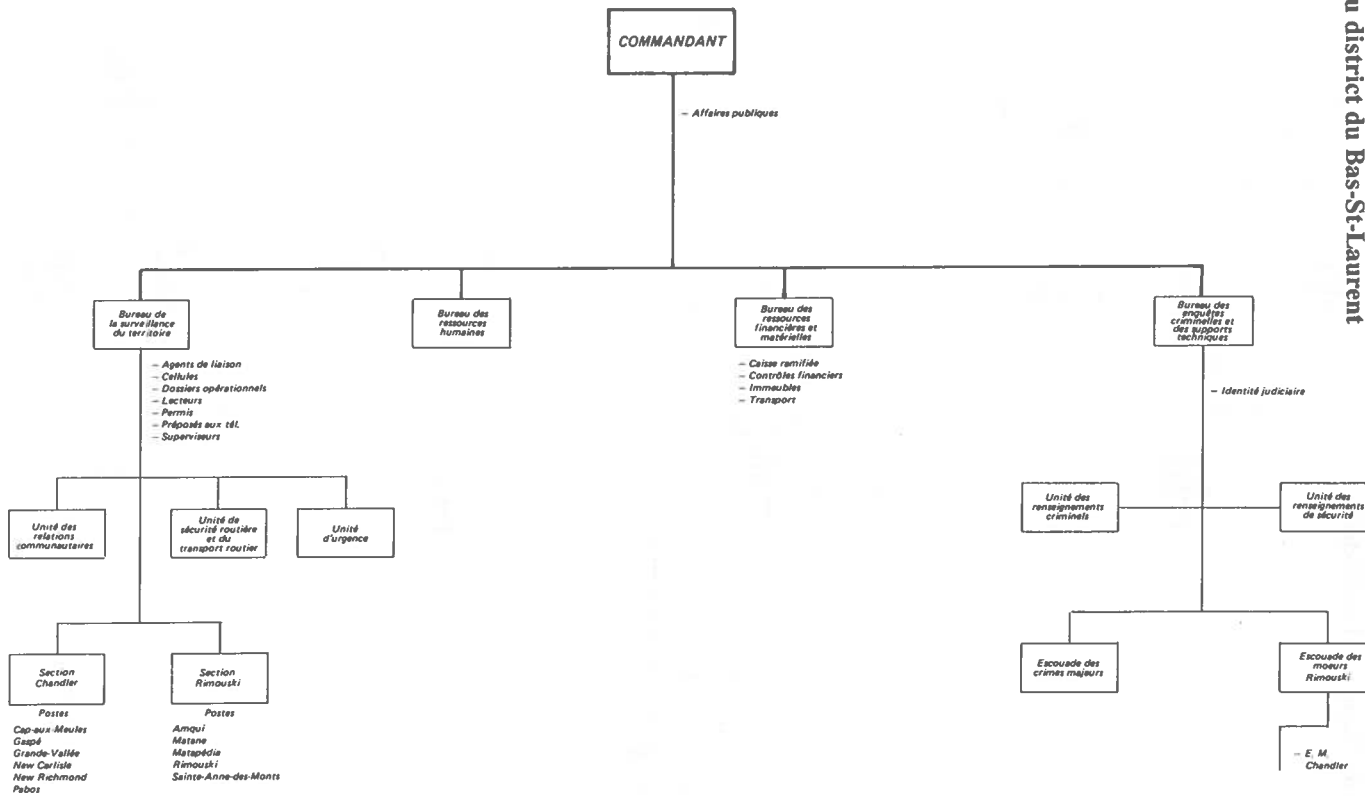 u district du Bas-St-Laurent
COMMANDANT
– Affaires publiques
Bureau de
la surveillance
du territoire
Bureau des
ressources
humaines
Bureau des
ressources
financières et
matérielles
Bureau des
enquêtes
criminelles et
des supports
techniques
– Agents de liaison
– Cellules
– Dossiers opérationnels
– Lecteurs
– Permis
– Préposés aux tél.
– Superviseurs
– Caisse ramifiée
– Contrôles financiers
– Immeubles
– Transport
– Identité judiciaire
Unité des
relations
communautaires
Unité de
sécurité routière
et du
transport routier
Unité
d'urgence
Unité des
renseignements
criminels
Unité des
renseignements
de sécurité
Section
Chandler
Section
Rimouski
Escouade des
crimes majeurs
Escouade des
moeurs
Rimouski
Postes
Cap-aux-Meules
Gaspé
Grande-Vallée
New Carlisle
New Richmond
Pabos
Postes
Amqui
Matane
Matapédia
Rimouski
Sainte-Anne-des-Monts
– E. M.
Chandler